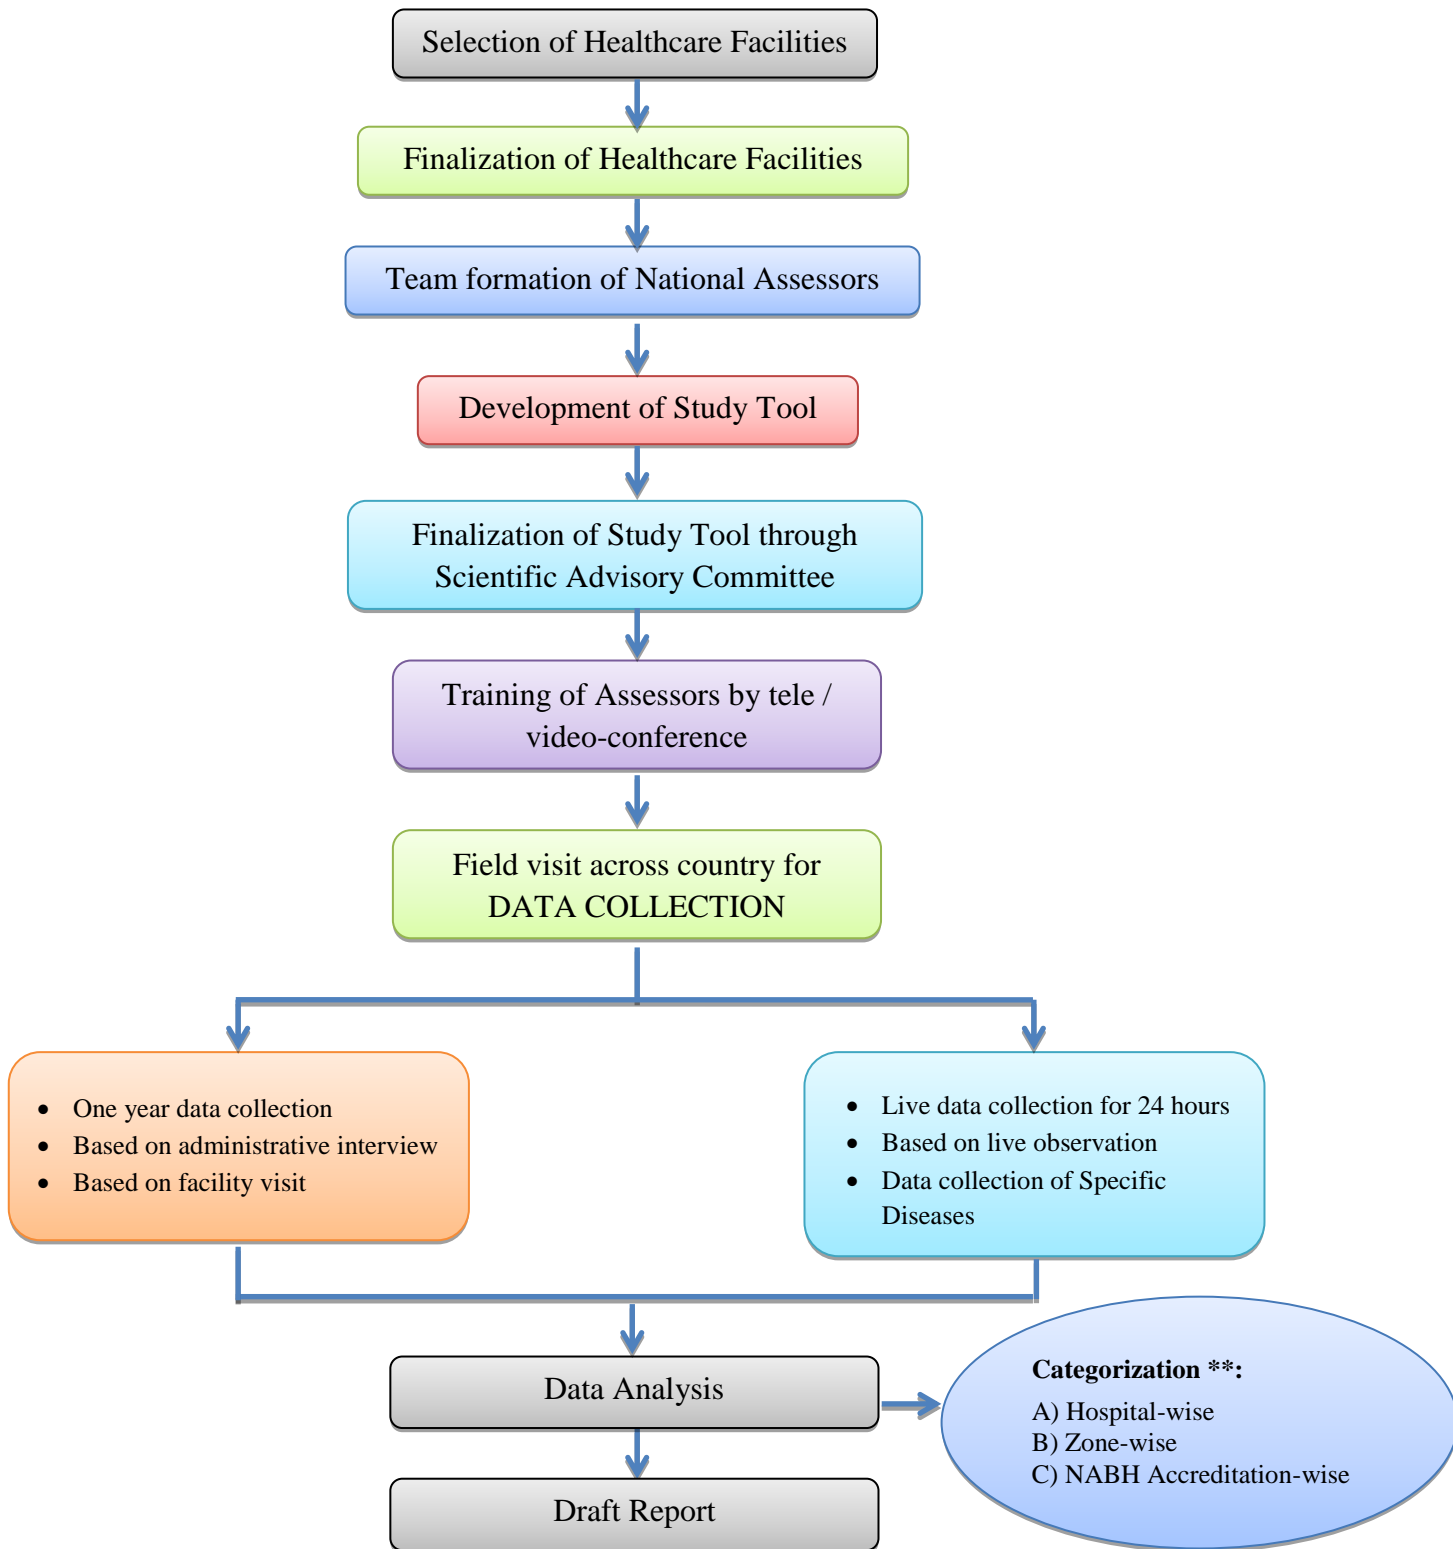 Selection of Healthcare Facilities
Finalization of Healthcare Facilities
Team formation of National Assessors
Development of Study Tool
Finalization of Study Tool through
Scientific Advisory Committee
Training of Assessors by tele /
video-conference
Field visit across country for
DATA COLLECTION
• One year data collection
• Based on administrative interview
• Based on facility visit
• Live data collection for 24 hours
• Based on live observation
• Data collection of Specific
Diseases
Data Analysis
Categorization **:
A) Hospital-wise
B) Zone-wise
C) NABH Accreditation-wise
Draft Report